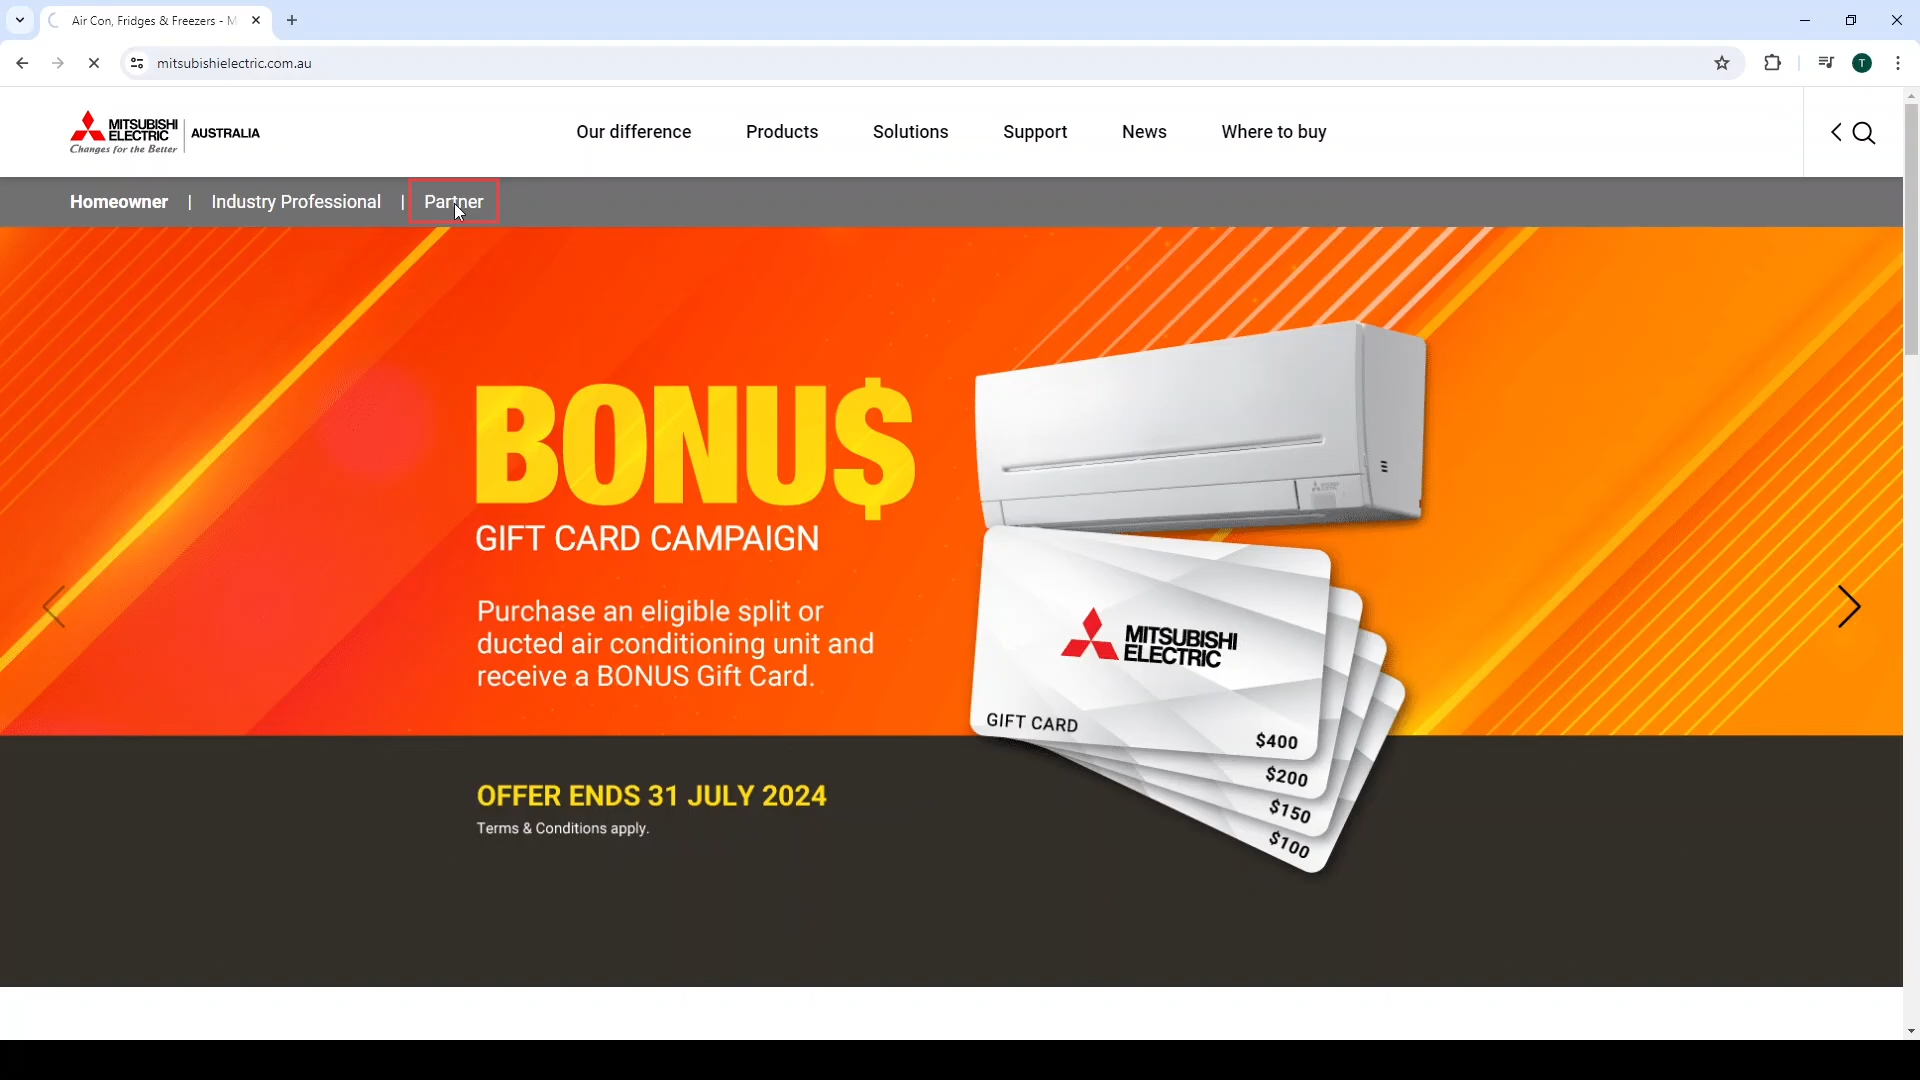 Air Con, Fridges & Freezers - M
mitsubishielectric.com.au
T
MITSUBISHI
ELECTRIC
Changes for the Better
AUSTRALIA
Our difference
Products
Solutions
Support
News
Where to buy
Homeowner | Industry Professional | Partner
BONU$
GIFT CARD CAMPAIGN
Purchase an eligible split or
ducted air conditioning unit and
receive a BONUS Gift Card.
MITSUBISHI
ELECTRIC
GIFT CARD
$400
$200
$150
$100
OFFER ENDS 31 JULY 2024
Terms & Conditions apply.